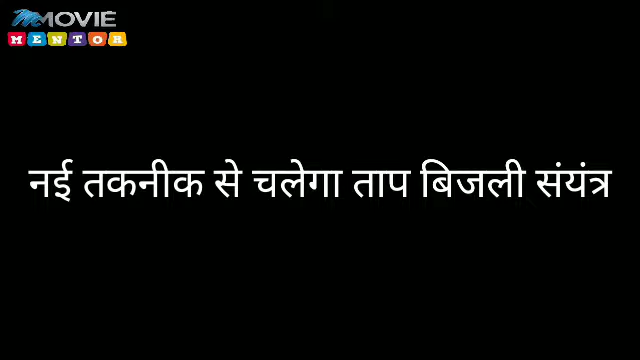 MOVIE
MENTOR
नई तकनीक से चलेगा ताप बिजली संयंत्र